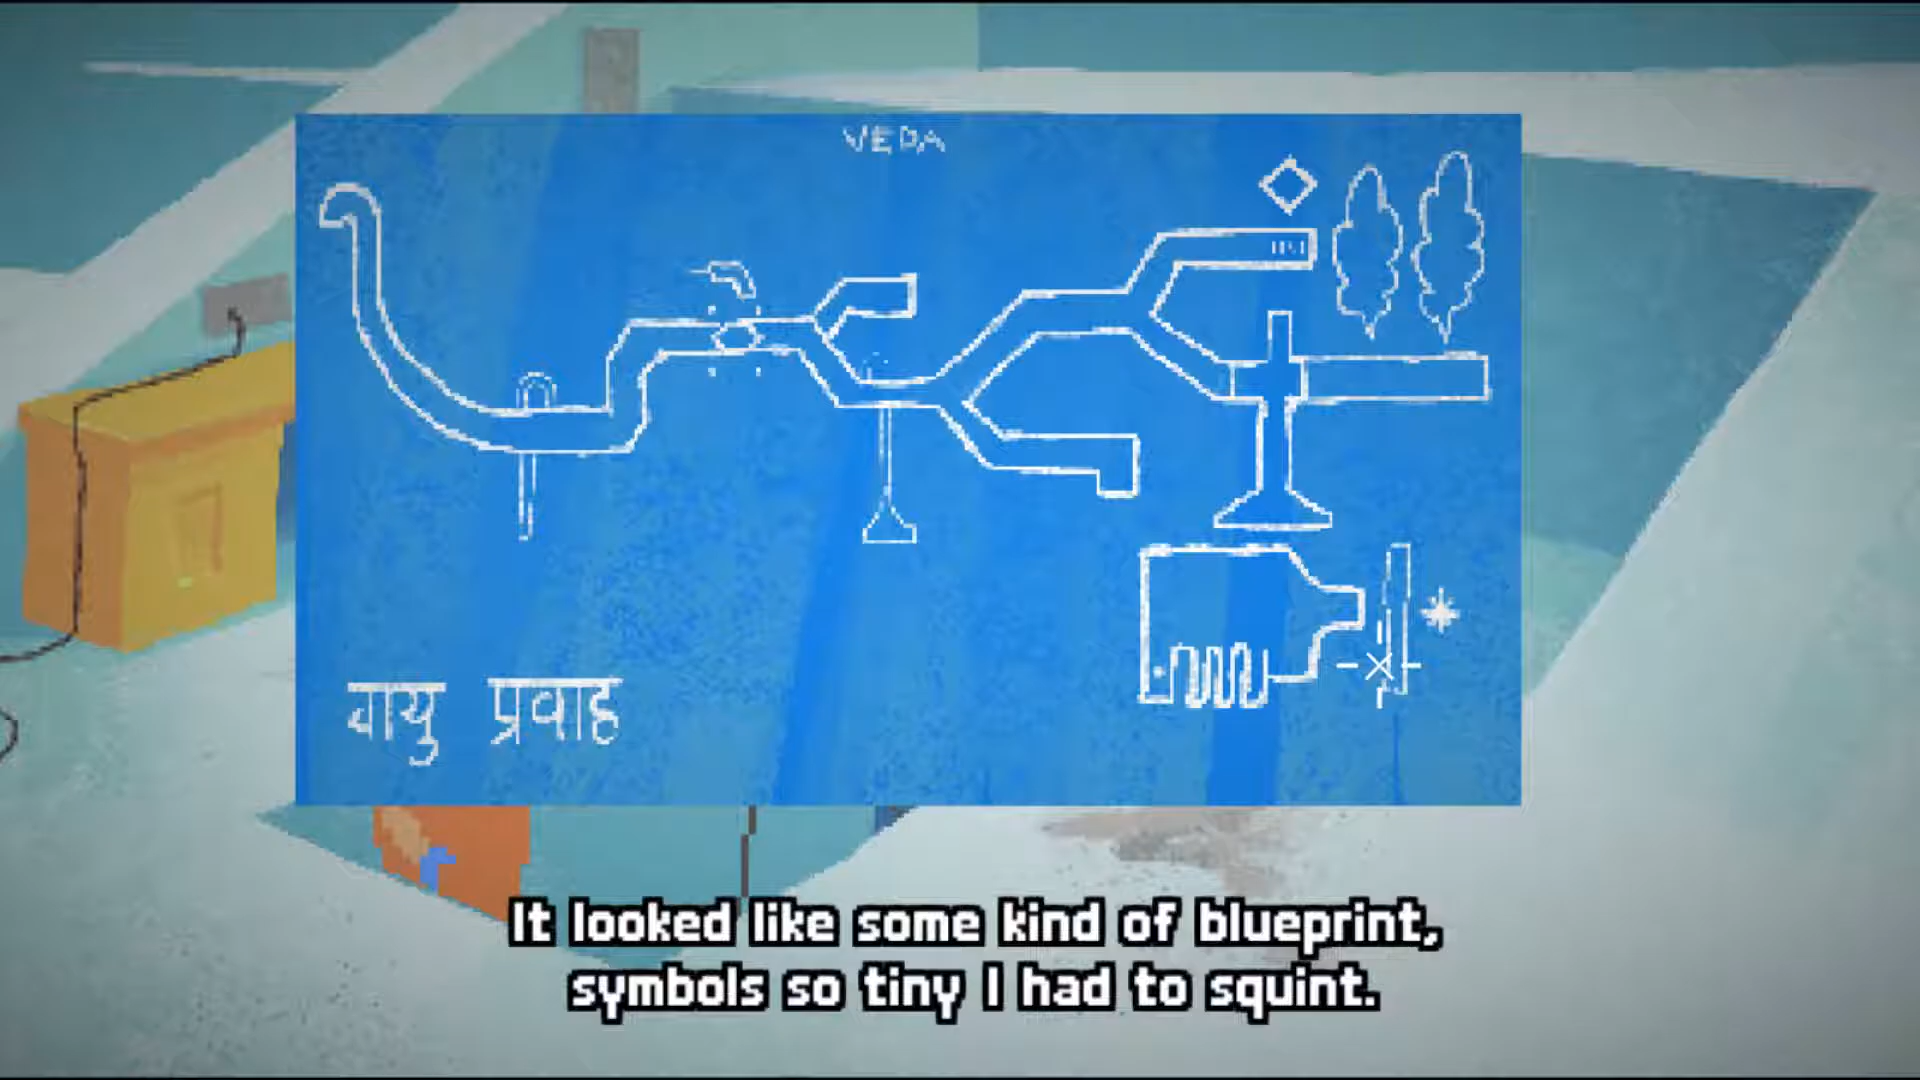 VEDA
वायु प्रवाह
It looked like some kind of blueprint,
symbols so tiny I had to squint.